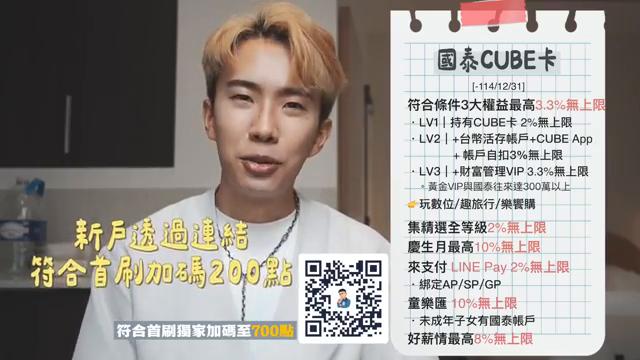 國泰CUBE卡
[-114/12/31]
符合條件3大權益最高3.3%無上限
·LV1｜持有CUBE卡 2%無上限
·LV2｜+台幣活存帳戶+CUBE App
+ 帳戶自扣3%無上限
·LV3｜+財富管理VIP 3.3%無上限
◦黃金VIP與國泰往來達300萬以上
👉玩數位/趣旅行/樂饗購
集精選全等級2%無上限
慶生月最高10%無上限
來支付 LINE Pay 2%無上限
·綁定AP/SP/GP
童樂匯 10%無上限
·未成年子女有國泰帳戶
好薪情最高8%無上限
新戶透過連結
符合首刷加碼200點
符合首刷獨家加碼至700點